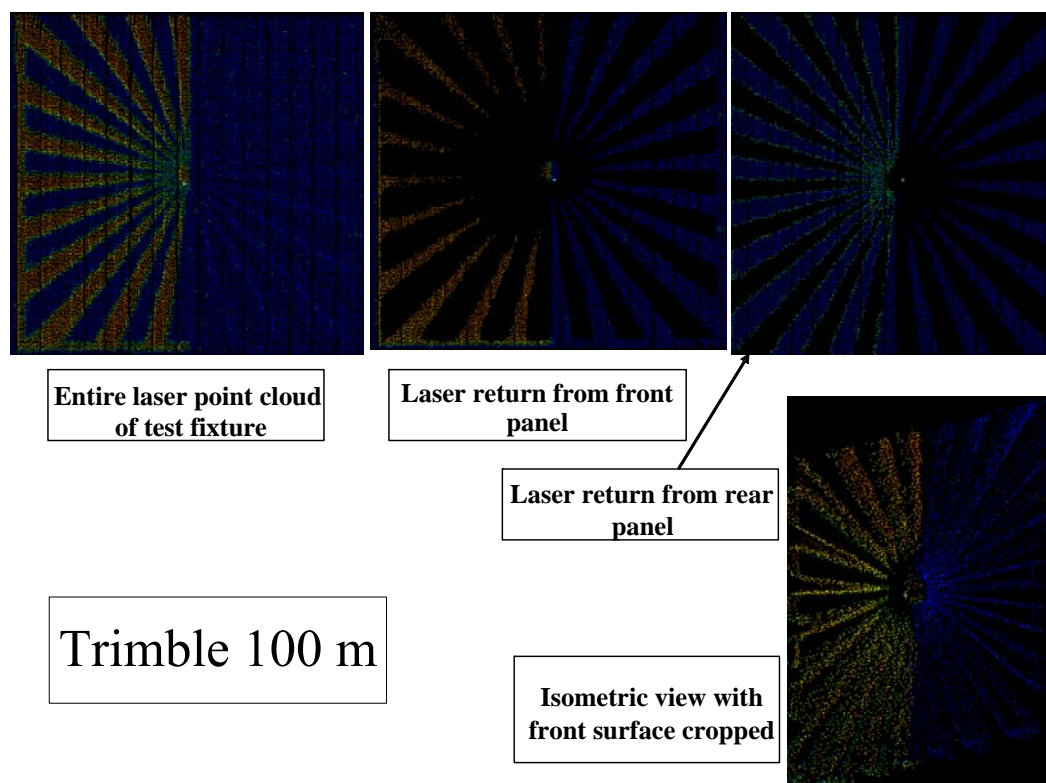 Entire laser point cloud
of test fixture
Laser return from front
panel
Laser return from rear
panel
Trimble 100 m
Isometric view with
front surface cropped